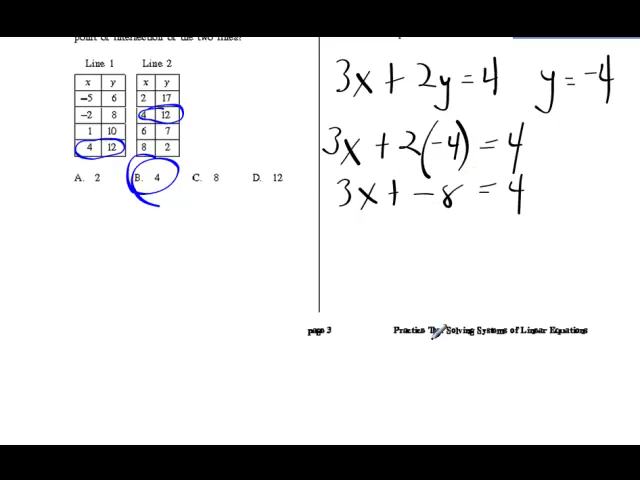 point of intersection of the two lines?
Line 1 Line 2
x y x y
−5 6 2 17
−2 8 4 12
1 10 6 7
4 12 8 2
A. 2 B. 4 C. 8 D. 12
3x + 2y = 4 y = -4
3x + 2(-4) = 4
3x + -8 = 4
page 3 Practice Test Solving Systems of Linear Equations